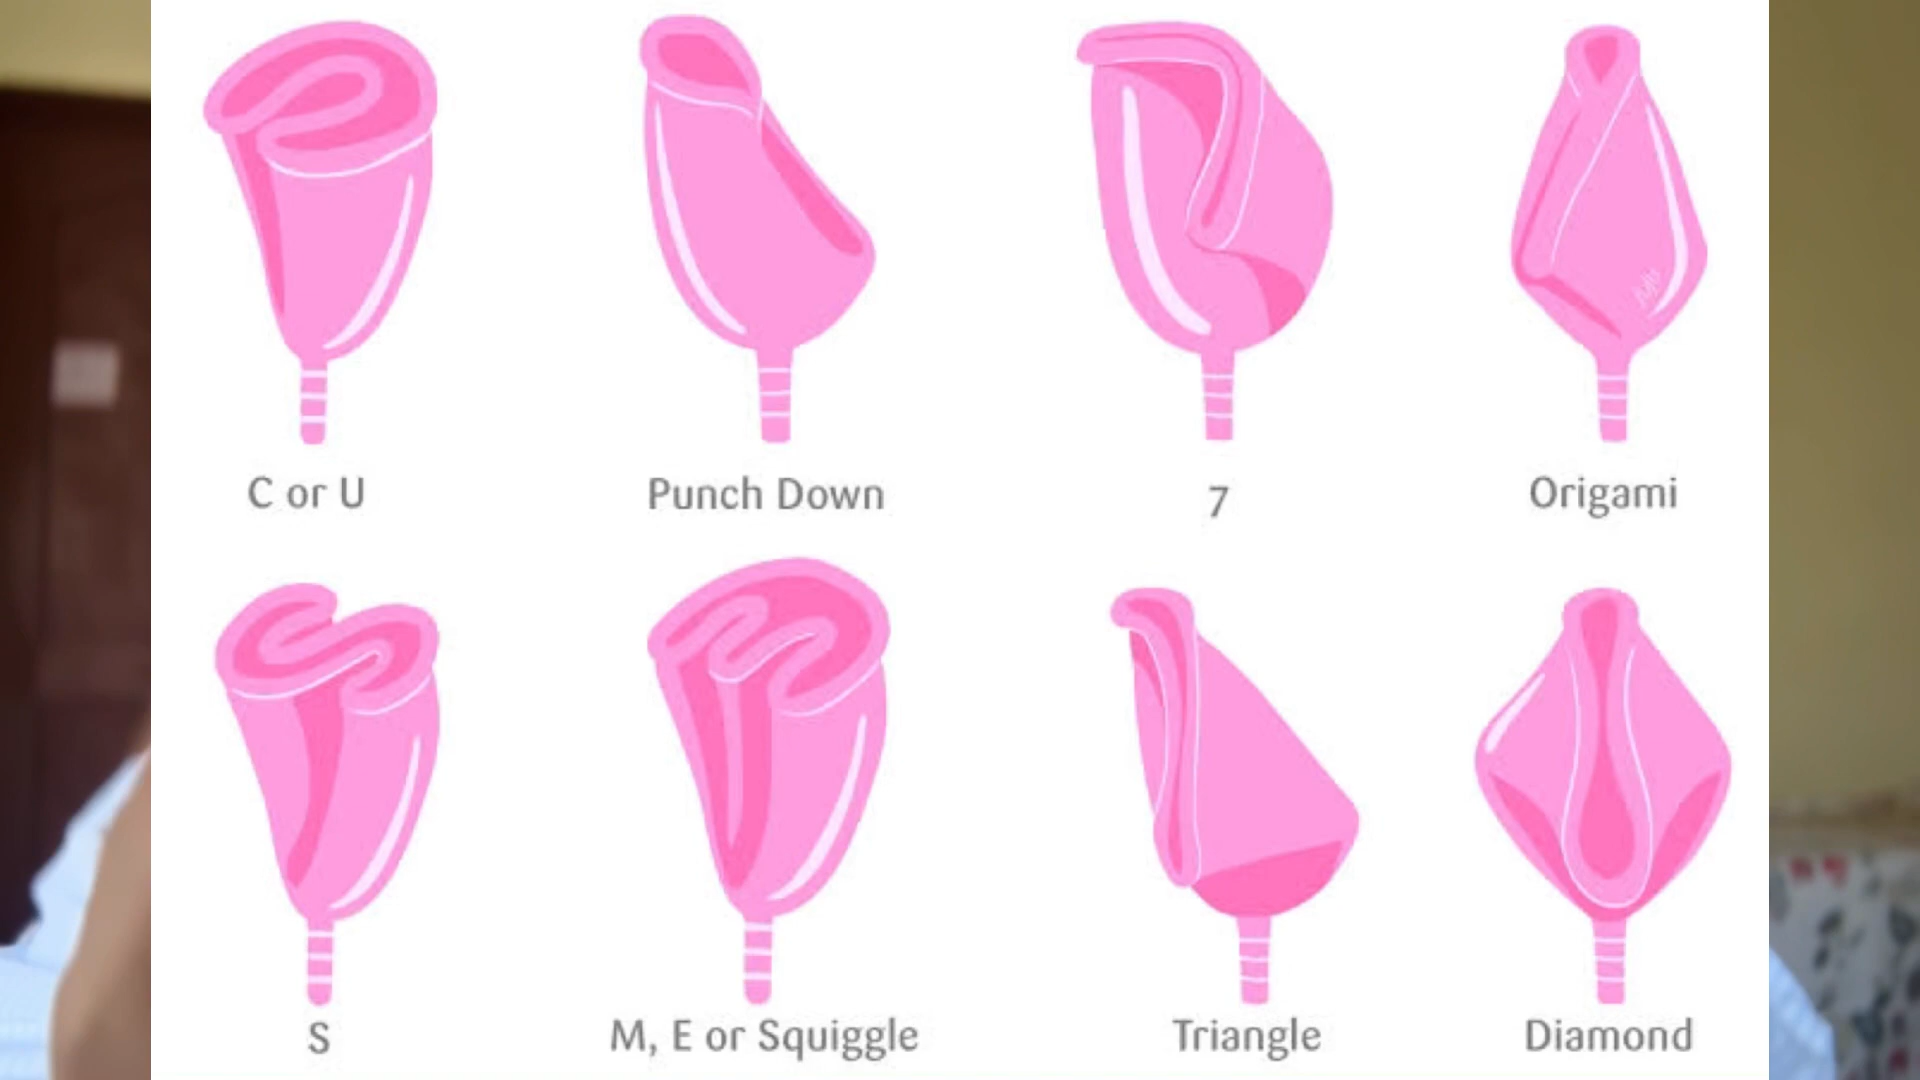 C or U
Punch Down
7
Origami
S
M, E or Squiggle
Triangle
Diamond